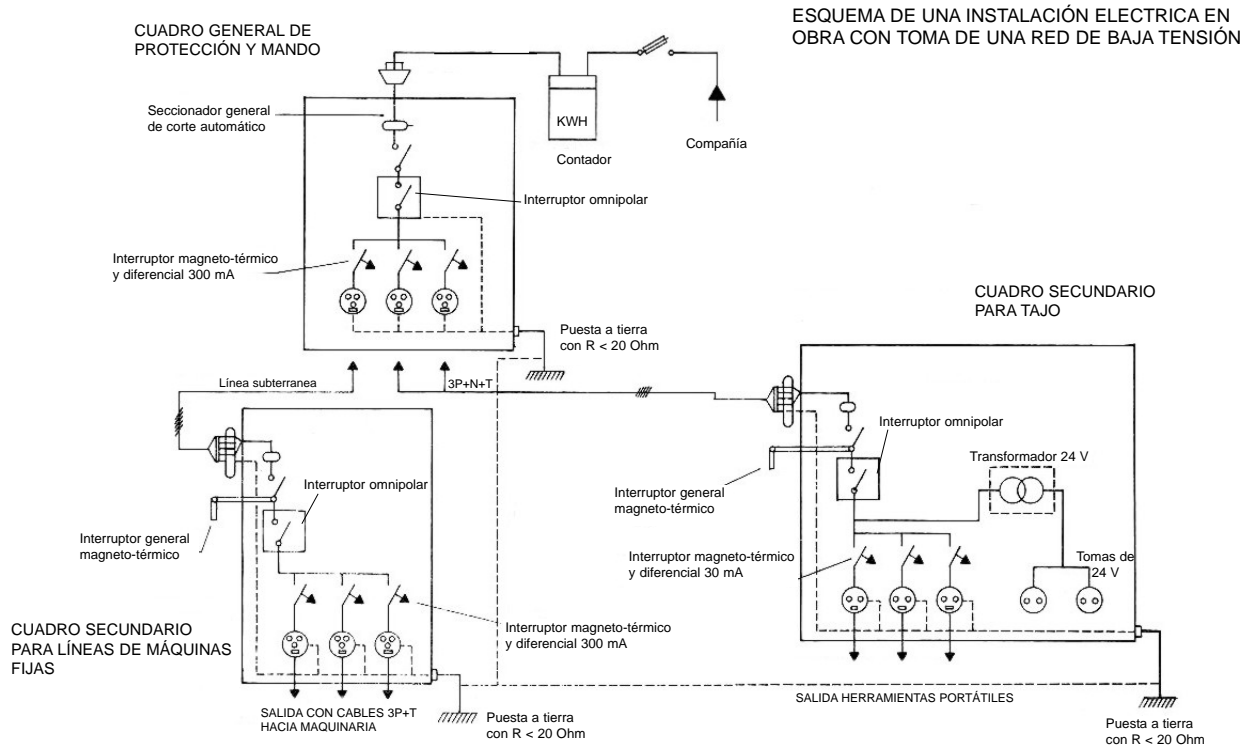 ESQUEMA DE UNA INSTALACIÓN ELECTRICA EN
OBRA CON TOMA DE UNA RED DE BAJA TENSIÓN
CUADRO GENERAL DE
PROTECCIÓN Y MANDO
Seccionador general
de corte automático
KWH
Contador
Compañía
Interruptor omnipolar
Interruptor magneto-térmico
y diferencial 300 mA
Puesta a tierra
con R < 20 Ohm
Línea subterranea
3P+N+T
CUADRO SECUNDARIO
PARA TAJO
Interruptor omnipolar
Transformador 24 V
Interruptor general
magneto-térmico
Interruptor magneto-térmico
y diferencial 30 mA
Tomas de
24 V
SALIDA HERRAMIENTAS PORTÁTILES
Puesta a tierra
con R < 20 Ohm
Interruptor omnipolar
Interruptor general
magneto-térmico
CUADRO SECUNDARIO
PARA LÍNEAS DE MÁQUINAS
FIJAS
Interruptor magneto-térmico
y diferencial 300 mA
SALIDA CON CABLES 3P+T
HACIA MAQUINARIA
Puesta a tierra
con R < 20 Ohm